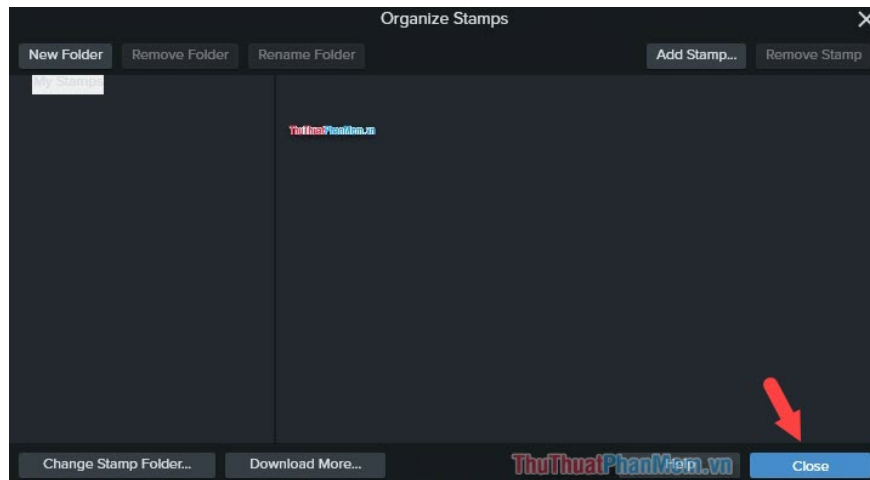 Organize Stamps
New Folder Remove Folder Rename Folder Add Stamp... Remove Stamp
My Stamps
ThuThuatPhanMem.vn
Change Stamp Folder... Download More... Help Close
ThuThuatPhanMem.vn